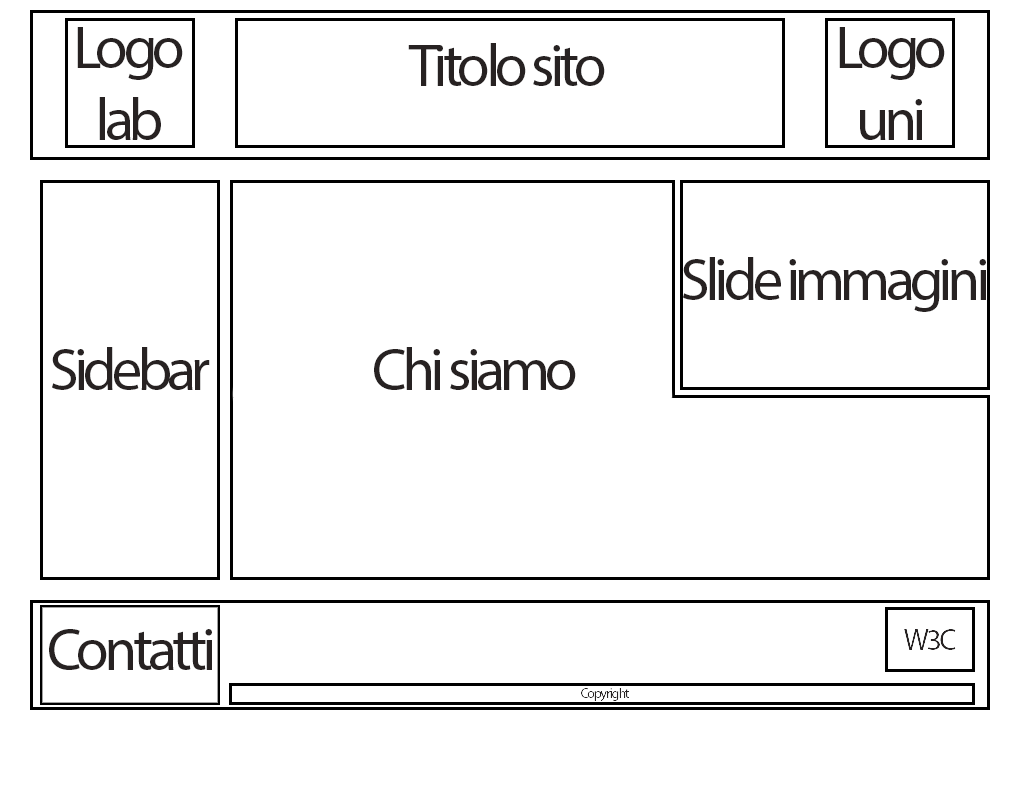 Logo
lab
Titolo sito
Logo
uni
Sidebar
Chi siamo
Slide immagini
Contatti
W3C
Copyright